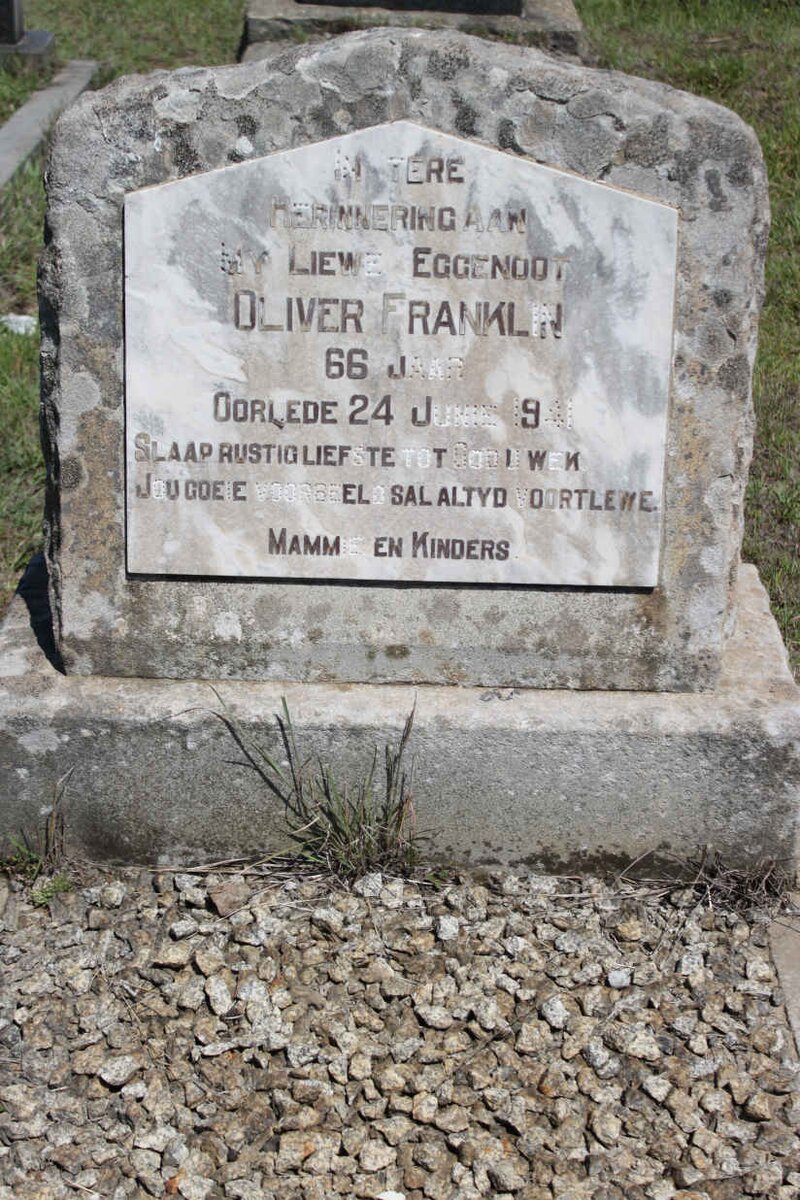 IN TERE
HERINNERING AAN
MY LIEWE EGGENOOT
OLIVER FRANKLIN
66 JAAR
OORLEDE 24 JUNIE 1941
SLAAP RUSTIG LIEFSTE TOT GOD U WEK
JOU GOEIE VOORBEELD SAL ALTYD VOORTLEWE.
MAMMIE EN KINDERS.